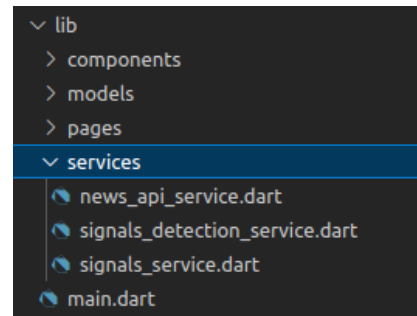 lib
components
models
pages
services
news_api_service.dart
signals_detection_service.dart
signals_service.dart
main.dart